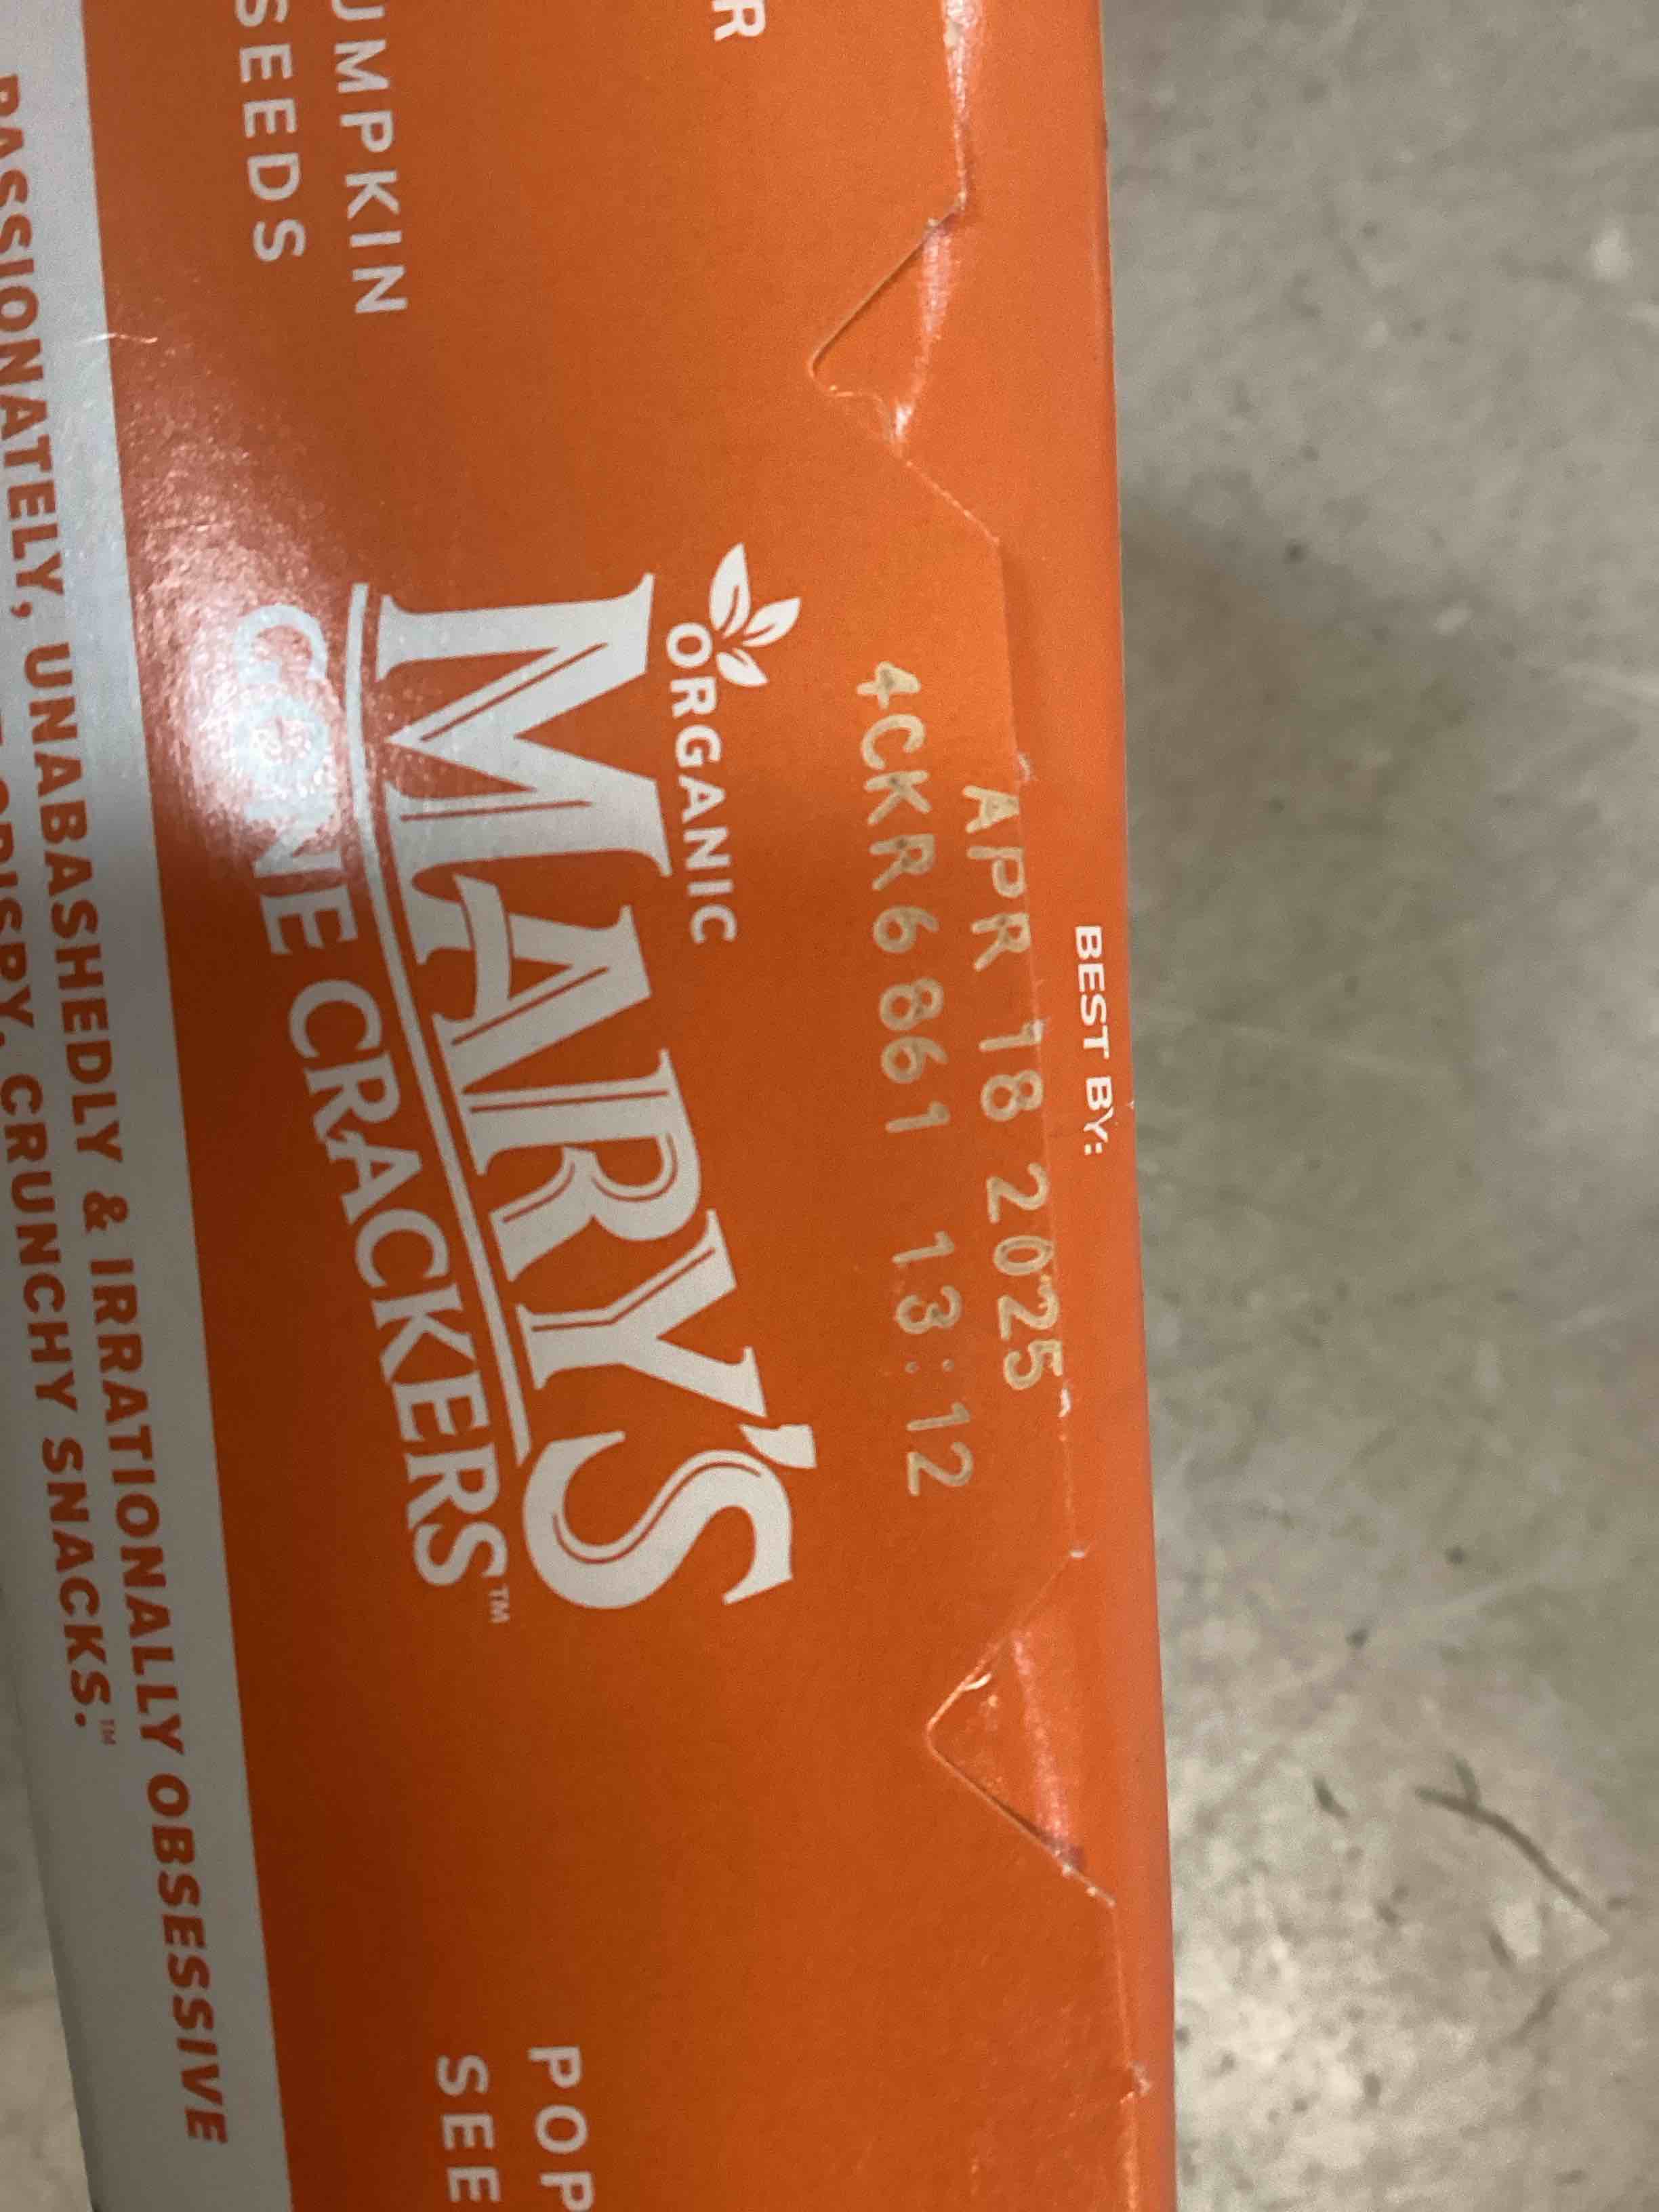 BEST BY:
APR 18 2025
4CKR6861 13:12
R
ORGANIC
MARY'S
GONE CRACKERS™
UMPKIN
SEEDS
POP
SEE
PASSIONATELY, UNABASHEDLY & IRRATIONALLY OBSESSIVE
CRISPY, CRUNCHY SNACKS.™